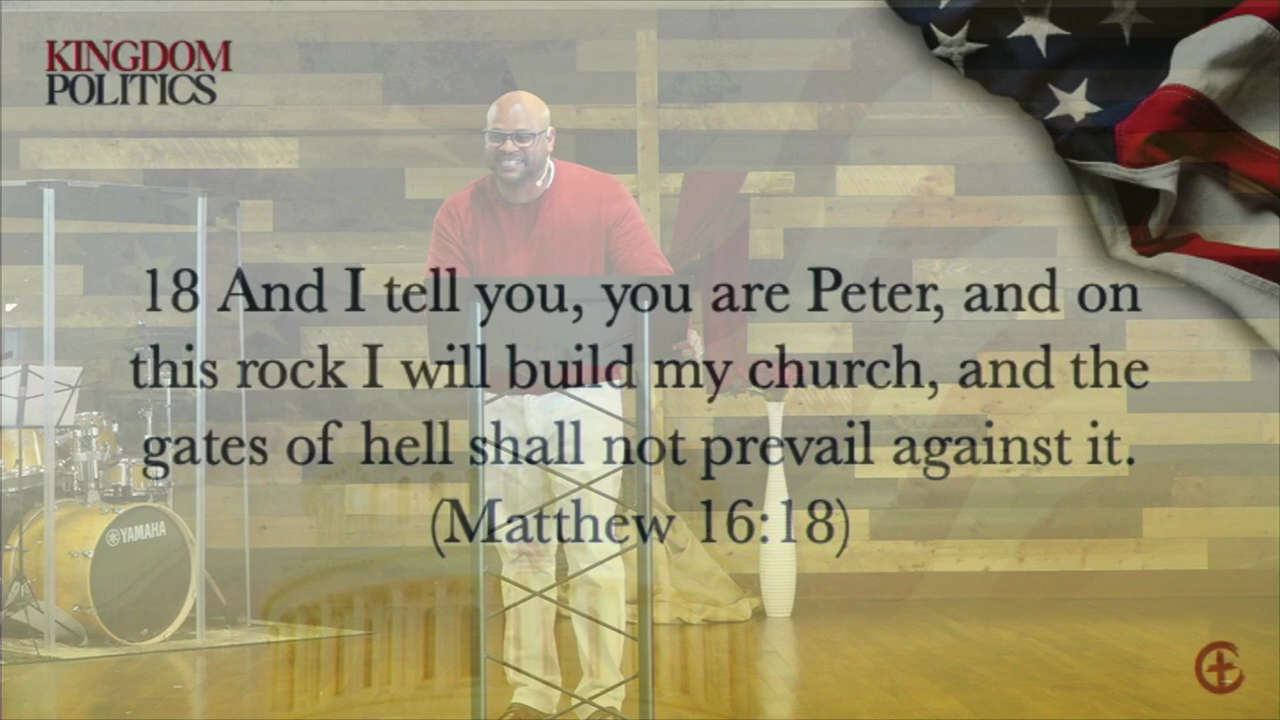 KINGDOM
POLITICS
18 And I tell you, you are Peter, and on
this rock I will build my church, and the
gates of hell shall not prevail against it.
(Matthew 16:18)
YAMAHA